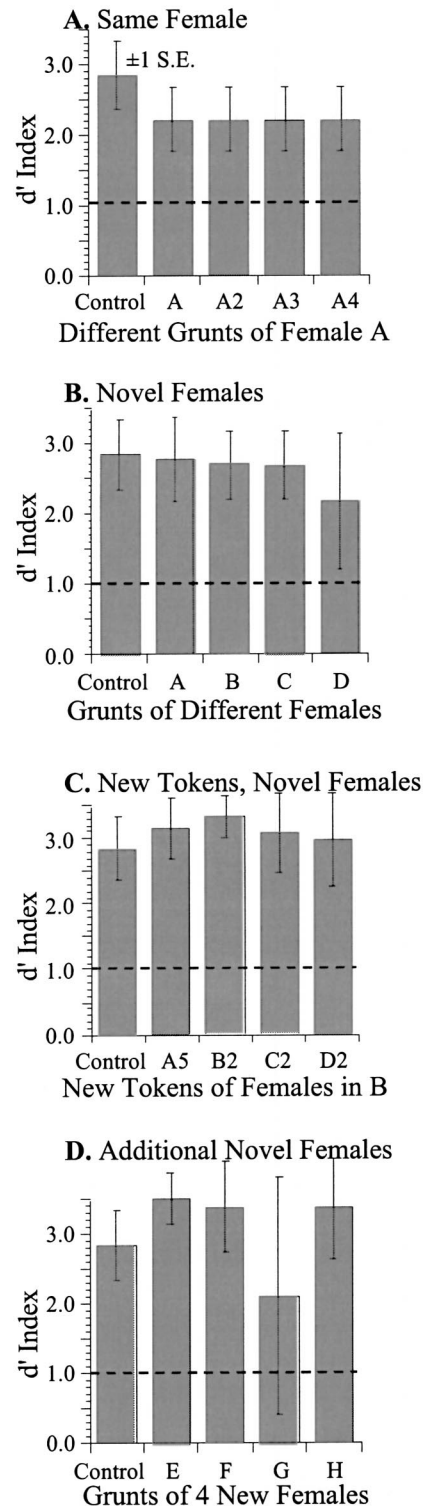 A. Same Female
±1 S.E.
d' Index
3.0
2.0
1.0
0.0
Control A A2 A3 A4
Different Grunts of Female A
B. Novel Females
d' Index
3.0
2.0
1.0
0.0
Control A B C D
Grunts of Different Females
C. New Tokens, Novel Females
d' Index
3.0
2.0
1.0
0.0
Control A5 B2 C2 D2
New Tokens of Females in B
D. Additional Novel Females
d' Index
3.0
2.0
1.0
0.0
Control E F G H
Grunts of 4 New Females